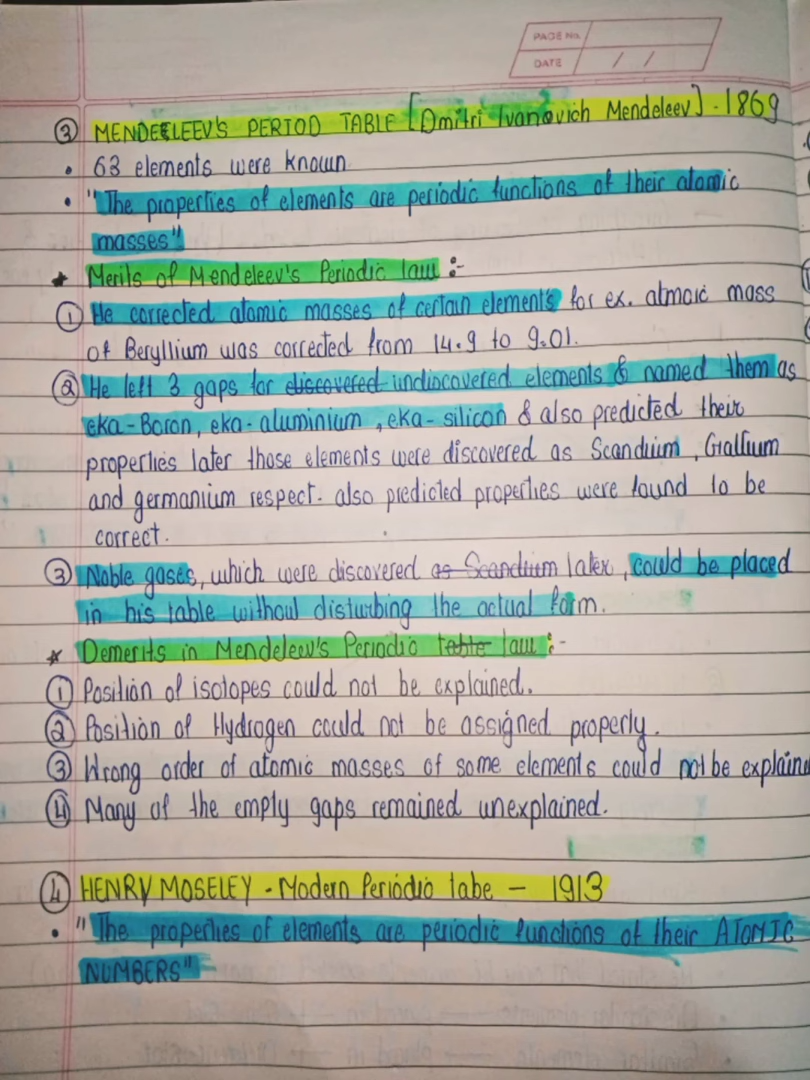 PAGE No.
DATE / /
③ MENDELEEV'S PERIOD TABLE [Dmitri Ivanovich Mendeleev] - 1869
• 63 elements were known
• "The properties of elements are periodic functions of their atomic
masses"
★ Merits of Mendeleev's Periodic law :-
① He corrected atomic masses of certain elements for ex. atmoic mass
of Beryllium was corrected from 14.9 to 9.01.
② He left 3 gaps for discovered undiscovered elements & named them as
eka-Boron, eka-aluminium, eka-silicon & also predicted their
properties later those elements were discovered as Scandium, Gallium
and germanium respect. also predicted properties were found to be
correct.
③ Noble gases, which were discovered as Scandium later, could be placed
in his table without disturbing the actual form.
★ Demerits in Mendeleev's Periodic table law :-
① Position of isotopes could not be explained.
② Position of Hydrogen could not be assigned properly.
③ Wrong order of atomic masses of some elements could not be explain
④ Many of the empty gaps remained unexplained.
④ HENRY MOSELEY - Modern Periodic tabe - 1913
• "The properties of elements are periodic functions of their ATOMIC
NUMBERS"